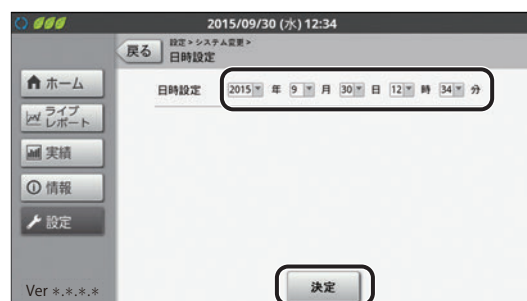 2015/09/30 (水) 12:34
戻る
設定>システム変更>
日時設定
ホーム
ライブ
レポート
実績
情報
設定
Ver *.*.*.*
日時設定 2015 年 9 月 30 日 12 時 34 分
決定